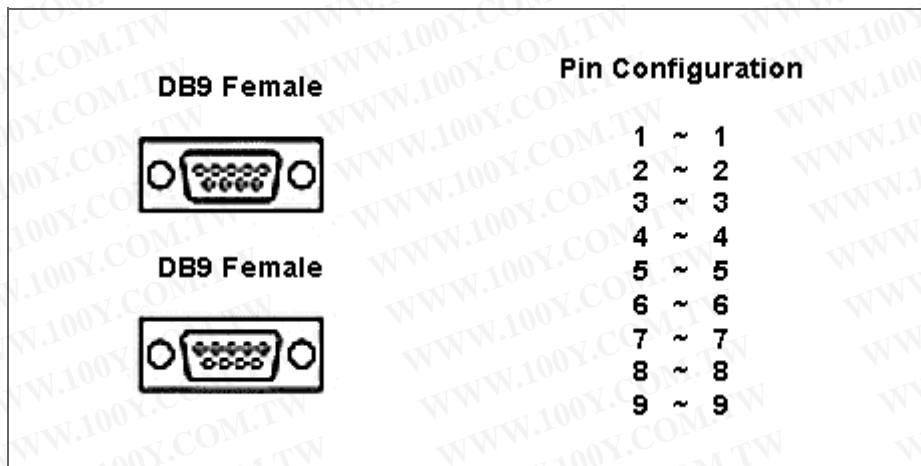 DB9 Female
DB9 Female
Pin Configuration
1 ~ 1
2 ~ 2
3 ~ 3
4 ~ 4
5 ~ 5
6 ~ 6
7 ~ 7
8 ~ 8
9 ~ 9
WWW.100Y.COM.TW